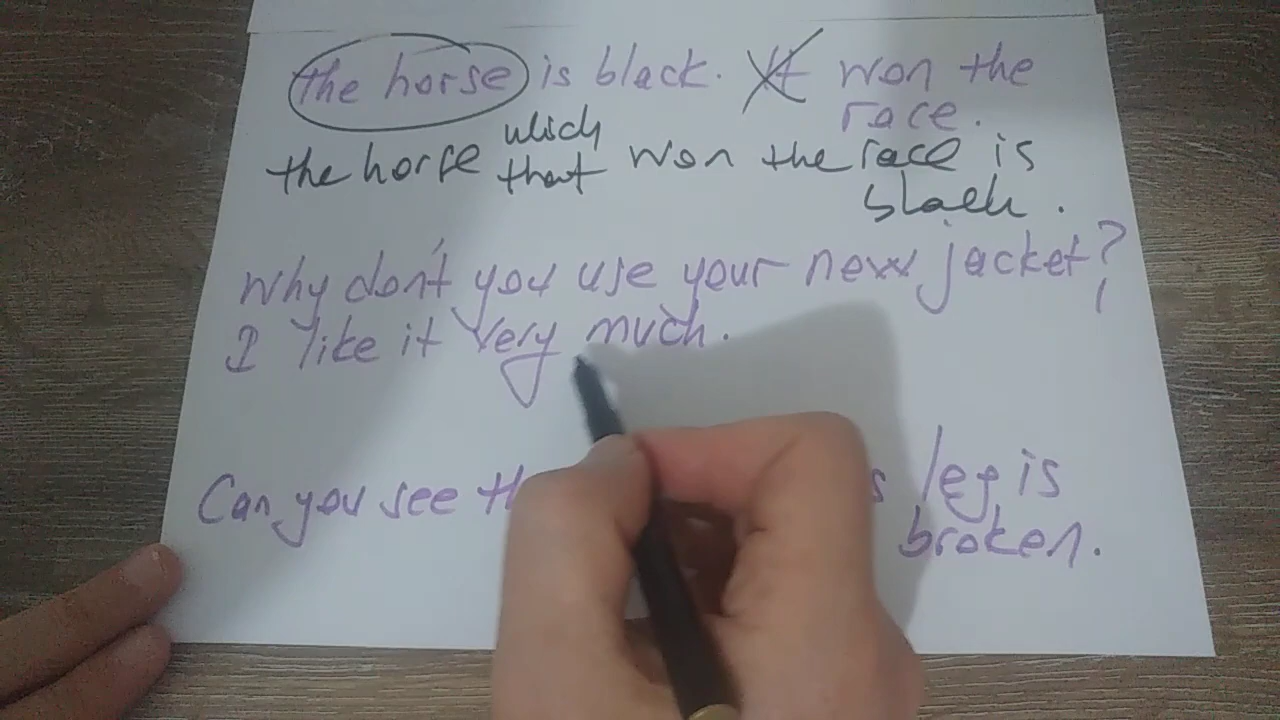 the horse is black. It won the
race.
which
the horse that won the race is
black.
Why don't you use your new jacket?
I like it very much.
Can you see leg is
broken.